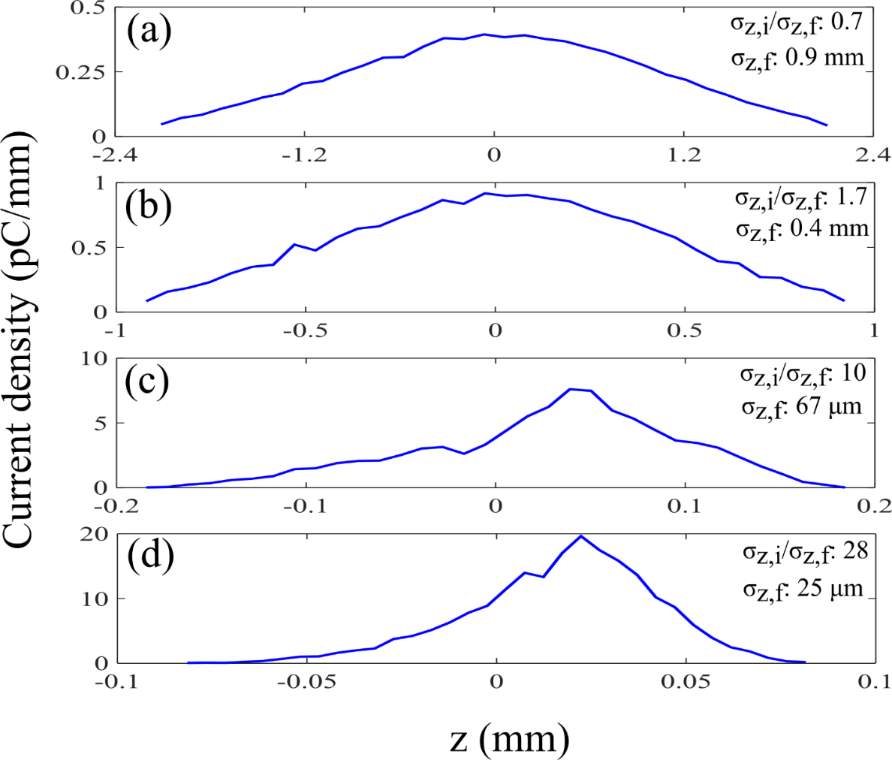 (a)
σz,i/σz,f: 0.7
σz,f: 0.9 mm
0.5
0.25
0
-2.4 -1.2 0 1.2 2.4
(b)
σz,i/σz,f: 1.7
σz,f: 0.4 mm
1
0.5
0
-1 -0.5 0 0.5 1
(c)
σz,i/σz,f: 10
σz,f: 67 μm
10
5
0
-0.2 -0.1 0 0.1 0.2
(d)
σz,i/σz,f: 28
σz,f: 25 μm
20
10
0
-0.1 -0.05 0 0.05 0.1
Current density (pC/mm)
z (mm)